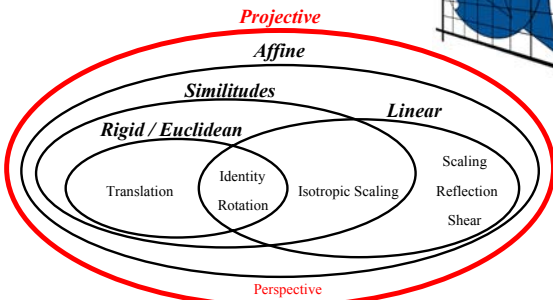 Projective
Affine
Similitudes
Linear
Rigid / Euclidean
Scaling
Identity
Translation
Isotropic Scaling
Reflection
Rotation
Shear
Perspective